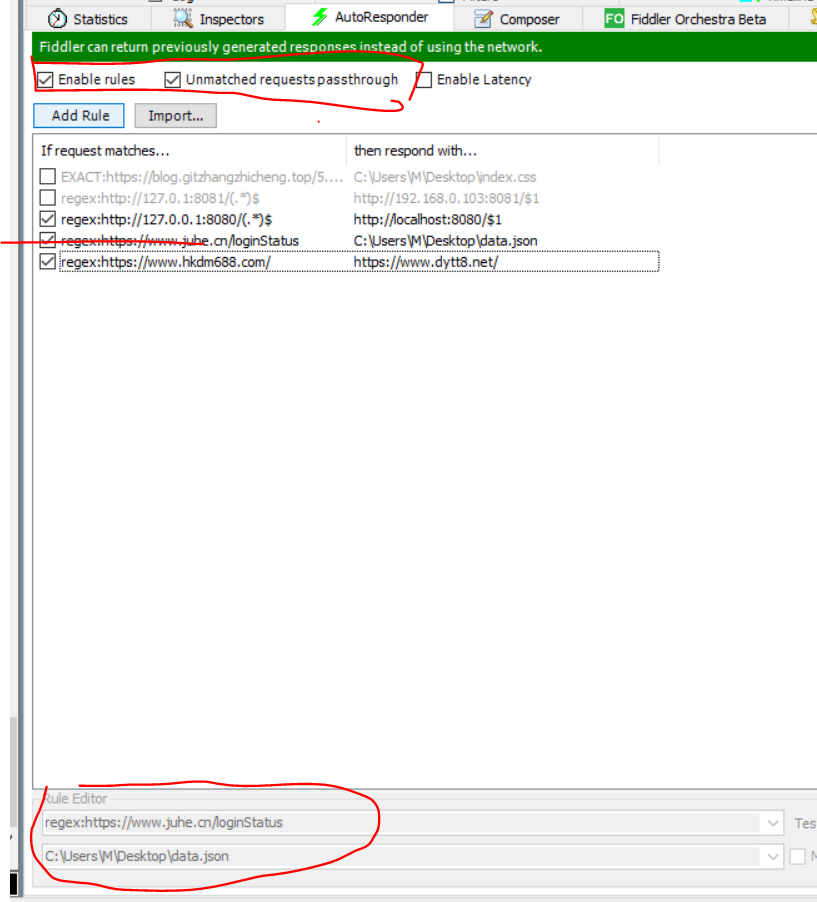 Statistics Inspectors AutoResponder Composer FO Fiddler Orchestra Beta
Fiddler can return previously generated responses instead of using the network.
Enable rules Unmatched requests passthrough Enable Latency
Add Rule Import...
If request matches... then respond with...
EXACT:https://blog.gitzhangzhicheng.top/5.... C:\Users\M\Desktop\index.css
regex:http://127.0.1:8081/(.*)$ http://192.168.0.103:8081/$1
regex:http://127.0.0.1:8080/(.*)$ http://localhost:8080/$1
regex:https://www.juhe.cn/loginStatus C:\Users\M\Desktop\data.json
regex:https://www.hkdm688.com/ https://www.dytt8.net/
Rule Editor
regex:https://www.juhe.cn/loginStatus Tes
C:\Users\M\Desktop\data.json